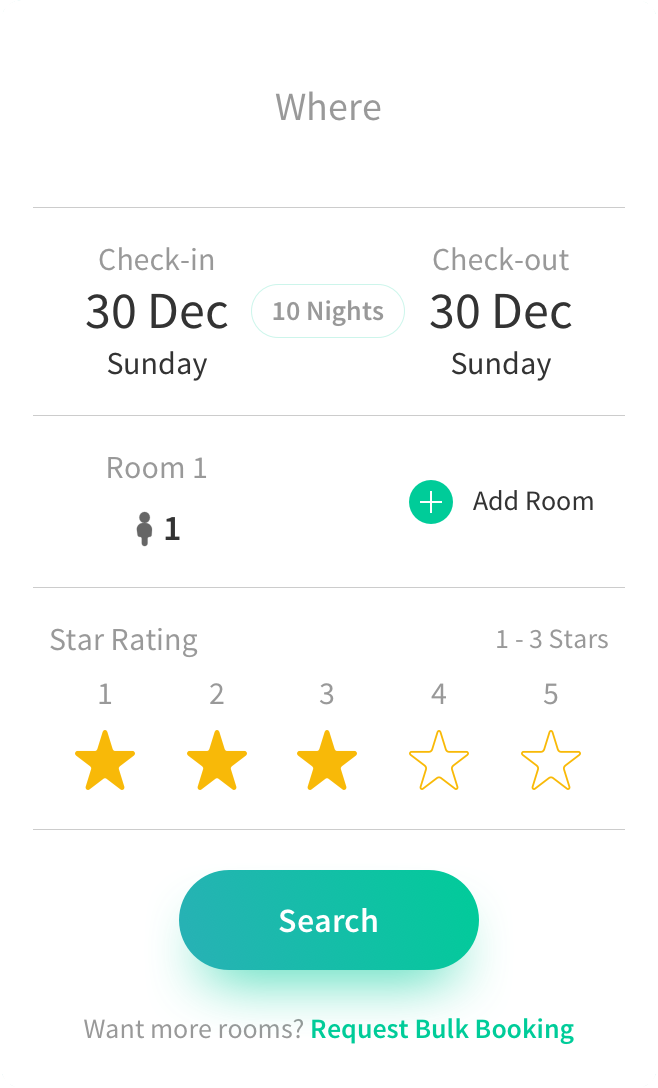 Where
Check-in
Check-out
30 Dec
10 Nights
30 Dec
Sunday
Sunday
Room 1
1
Add Room
Star Rating
1 - 3 Stars
1 2 3 4 5
Search
Want more rooms? Request Bulk Booking